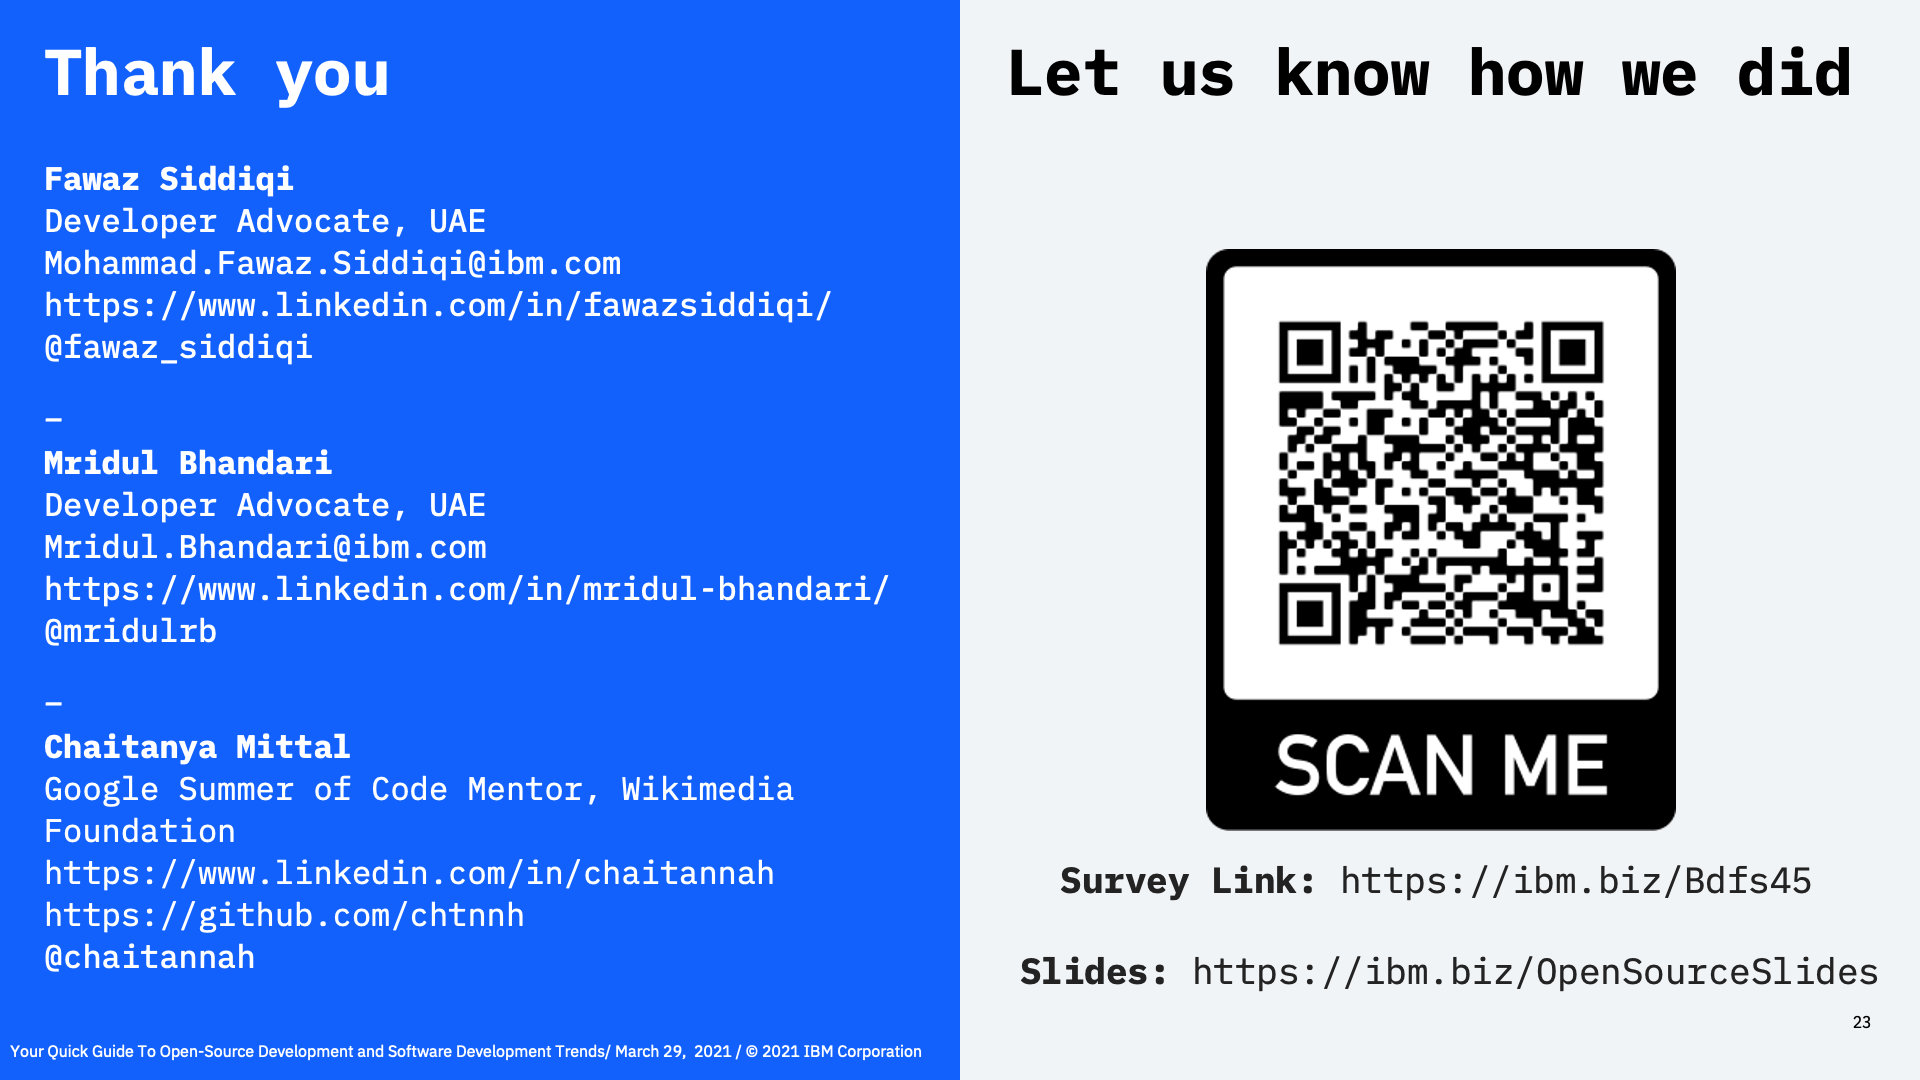 Thank you
Fawaz Siddiqi
Developer Advocate, UAE
Mohammad.Fawaz.Siddiqi@ibm.com
https://www.linkedin.com/in/fawazsiddiqi/
@fawaz_siddiqi
—
Mridul Bhandari
Developer Advocate, UAE
Mridul.Bhandari@ibm.com
https://www.linkedin.com/in/mridul-bhandari/
@mridulrb
—
Chaitanya Mittal
Google Summer of Code Mentor, Wikimedia
Foundation
https://www.linkedin.com/in/chaitannah
https://github.com/chtnnh
@chaitannah
Your Quick Guide To Open-Source Development and Software Development Trends/ March 29, 2021 / © 2021 IBM Corporation
Let us know how we did
SCAN ME
Survey Link: https://ibm.biz/Bdfs45
Slides: https://ibm.biz/OpenSourceSlides
23